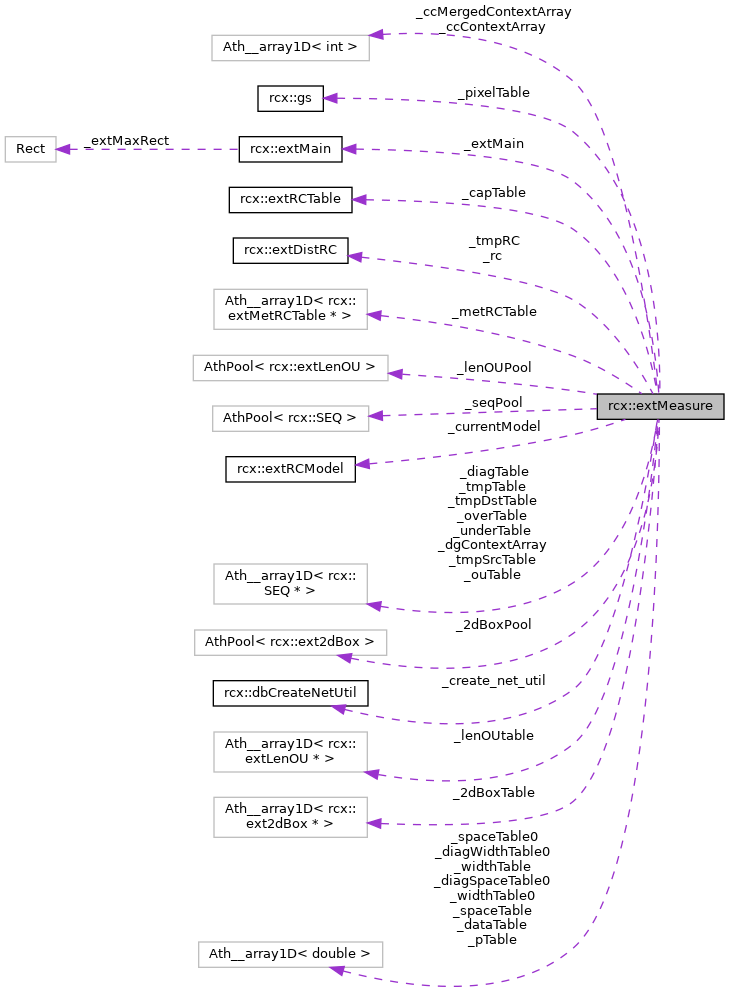 _ccMergedContextArray
_ccContextArray
Ath__array1D< int >
rcx::gs
_pixelTable
Rect
_extMaxRect
rcx::extMain
_extMain
rcx::extRCTable
_capTable
rcx::extDistRC
_tmpRC
_rc
Ath__array1D< rcx::
extMetRCTable * >
_metRCTable
AthPool< rcx::extLenOU >
_lenOUPool
rcx::extMeasure
AthPool< rcx::SEQ >
_seqPool
_currentModel
rcx::extRCModel
_diagTable
_tmpTable
_tmpDstTable
_overTable
_underTable
_dgContextArray
_tmpSrcTable
_ouTable
Ath__array1D< rcx::
SEQ * >
_2dBoxPool
AthPool< rcx::ext2dBox >
_create_net_util
rcx::dbCreateNetUtil
_lenOUtable
Ath__array1D< rcx::
extLenOU * >
_2dBoxTable
Ath__array1D< rcx::
ext2dBox * >
_spaceTable0
_diagWidthTable0
_widthTable
_diagSpaceTable0
_widthTable0
_spaceTable
_dataTable
_pTable
Ath__array1D< double >